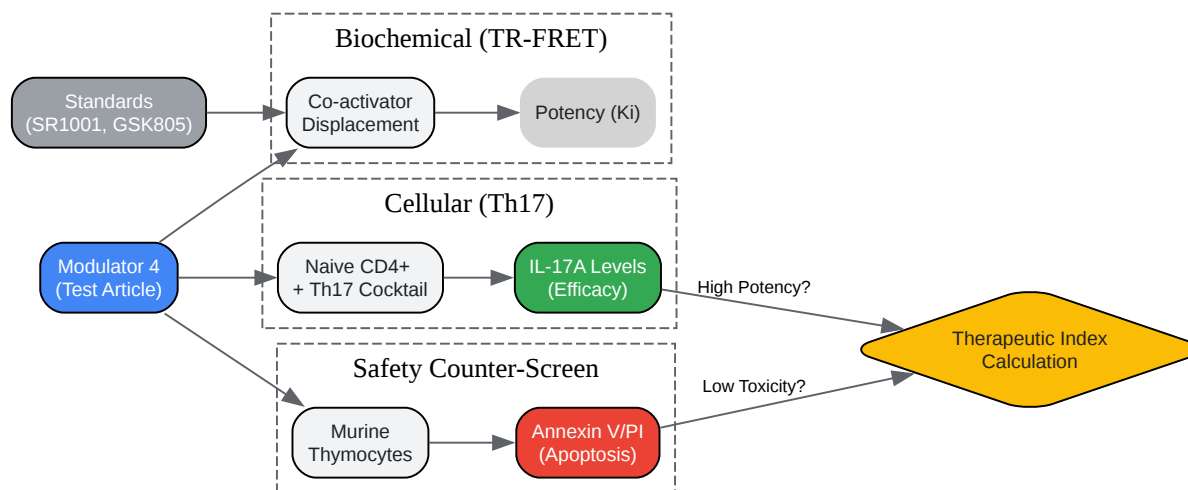 Biochemical (TR-FRET)
Standards
(SR1001, GSK805)
Co-activator
Displacement
Potency (Ki)
Cellular (Th17)
Modulator 4
(Test Article)
Naive CD4+
+ Th17 Cocktail
IL-17A Levels
(Efficacy)
High Potency?
Therapeutic Index
Calculation
Safety Counter-Screen
Low Toxicity?
Murine
Thymocytes
Annexin V/PI
(Apoptosis)